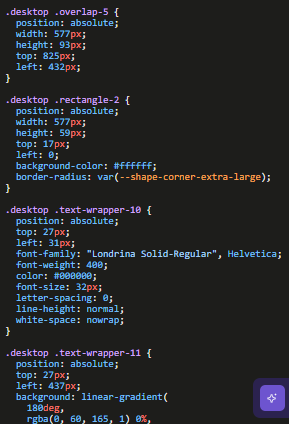 .desktop .overlap-5 {
  position: absolute;
  width: 577px;
  height: 93px;
  top: 825px;
  left: 432px;
}

.desktop .rectangle-2 {
  position: absolute;
  width: 577px;
  height: 59px;
  top: 17px;
  left: 0;
  background-color: #ffffff;
  border-radius: var(--shape-corner-extra-large);
}

.desktop .text-wrapper-10 {
  position: absolute;
  top: 27px;
  left: 31px;
  font-family: "Londrina Solid-Regular", Helvetica;
  font-weight: 400;
  color: #000000;
  font-size: 32px;
  letter-spacing: 0;
  line-height: normal;
  white-space: nowrap;
}

.desktop .text-wrapper-11 {
  position: absolute;
  top: 27px;
  left: 437px;
  background: linear-gradient(
    180deg,
    rgba(0, 60, 165, 1) 0%,